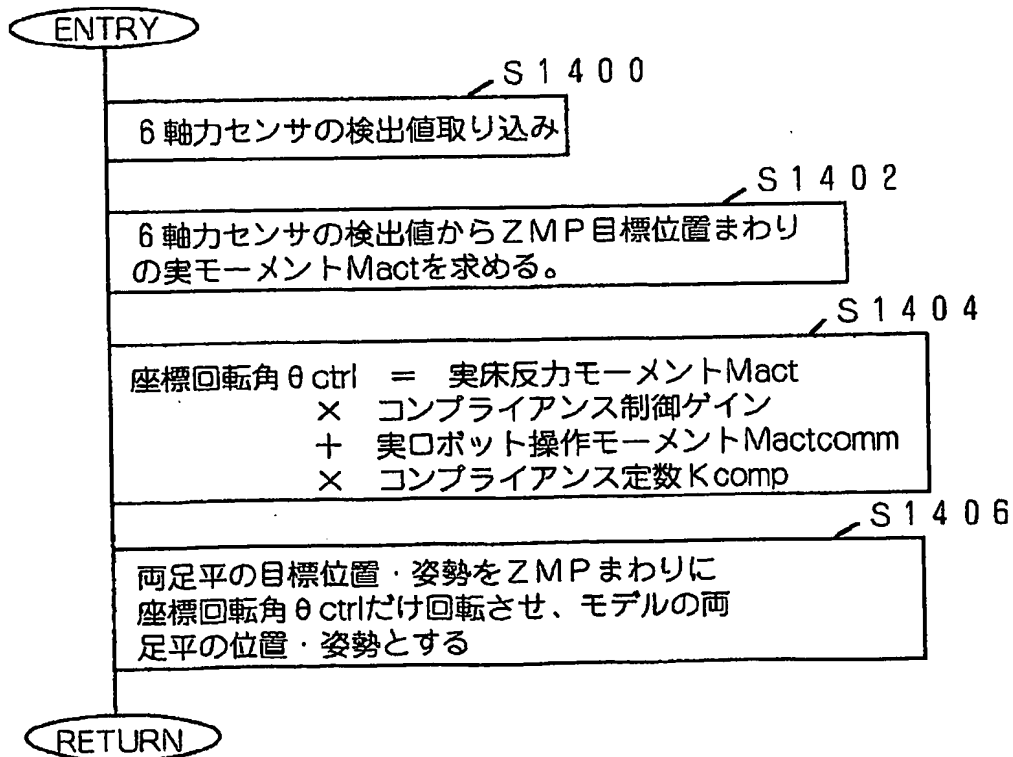 ENTRY
S1400
6軸力センサの検出値取り込み
S1402
6軸力センサの検出値からZMP目標位置まわり
の実モーメントMactを求める。
S1404
座標回転角θctrl = 実床反力モーメントMact
× コンプライアンス制御ゲイン
+ 実ロボット操作モーメントMactcomm
× コンプライアンス定数Kcomp
S1406
両足平の目標位置・姿勢をZMPまわりに
座標回転角θctrlだけ回転させ、モデルの両
足平の位置・姿勢とする
RETURN